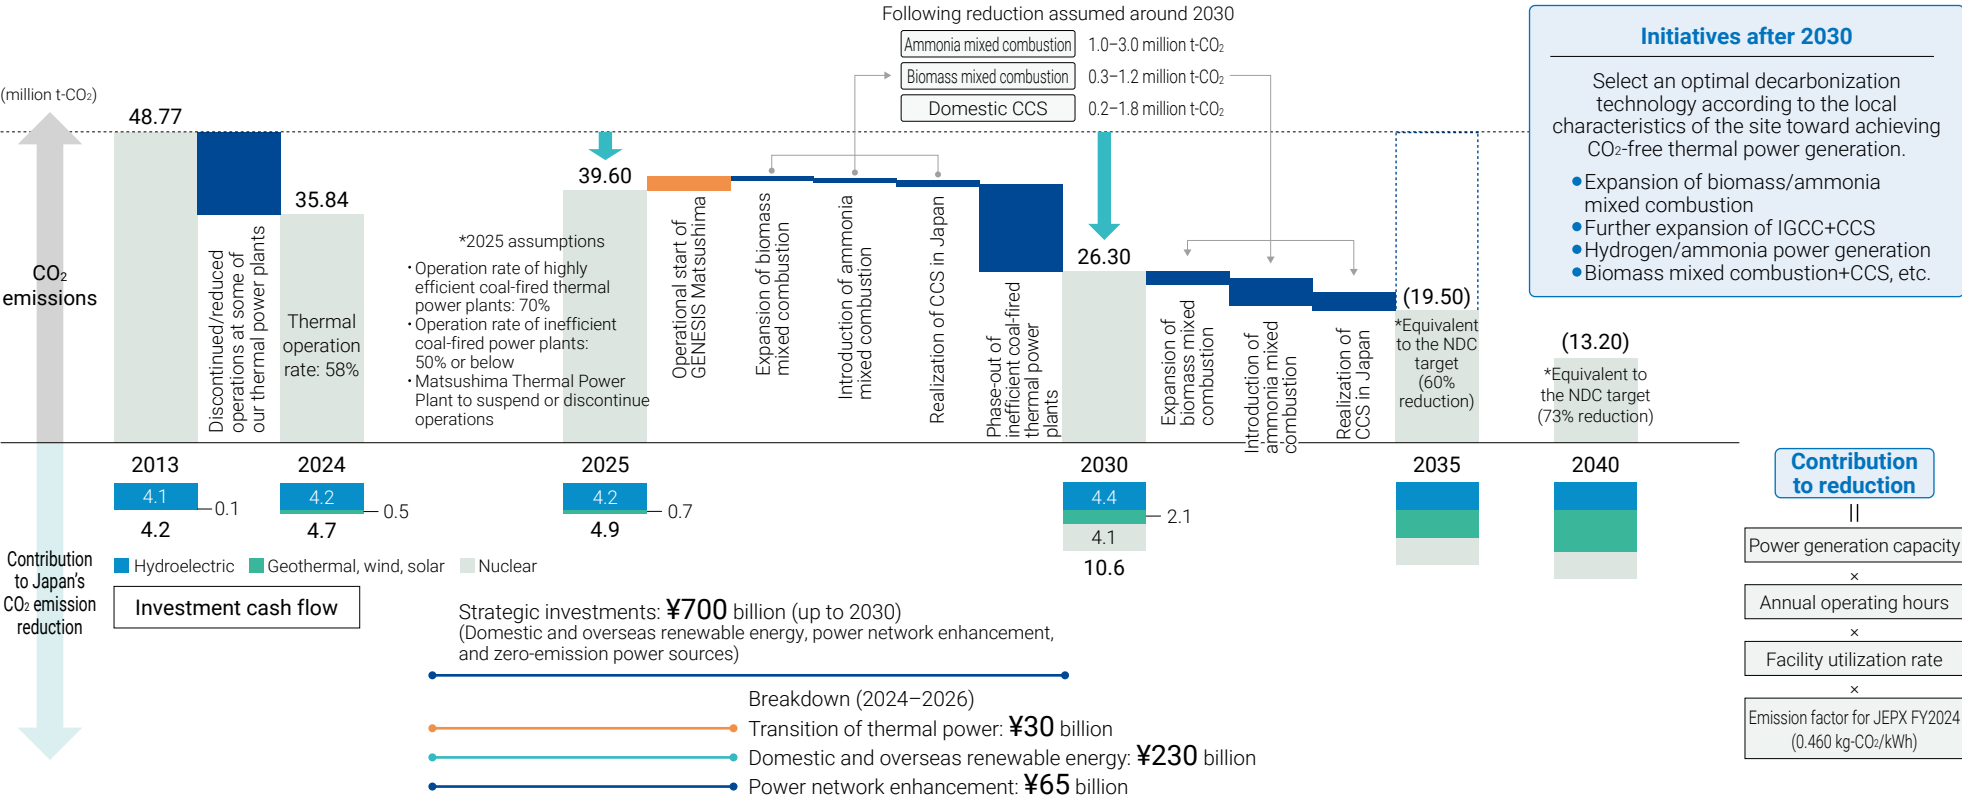 Following reduction assumed around 2030
Ammonia mixed combustion 1.0–3.0 million t-CO₂
Biomass mixed combustion 0.3–1.2 million t-CO₂
Domestic CCS 0.2–1.8 million t-CO₂
Initiatives after 2030
Select an optimal decarbonization
technology according to the local
characteristics of the site toward achieving
CO₂-free thermal power generation.
●Expansion of biomass/ammonia
mixed combustion
●Further expansion of IGCC+CCS
●Hydrogen/ammonia power generation
●Biomass mixed combustion+CCS, etc.
(million t-CO₂)
CO₂
emissions
48.77
Discontinued/reduced
operations at some of
our thermal power plants
35.84
Thermal
operation
rate: 58%
*2025 assumptions
・Operation rate of highly
efficient coal-fired thermal
power plants: 70%
・Operation rate of inefficient
coal-fired power plants:
50% or below
・Matsushima Thermal Power
Plant to suspend or discontinue
operations
39.60
Operational start of
GENESIS Matsushima
Expansion of biomass
mixed combustion
Introduction of ammonia
mixed combustion
Realization of CCS in Japan
Phase-out of
inefficient coal-fired
thermal power
plants
26.30
Expansion of
biomass mixed
combustion
Introduction of
ammonia mixed
combustion
Realization of
CCS in Japan
(19.50)
*Equivalent
to the NDC
target
(60%
reduction)
(13.20)
*Equivalent to
the NDC target
(73% reduction)
2013
2024
2025
2030
2035
2040
4.1
0.1
4.2
4.2
0.5
4.7
4.2
0.7
4.9
4.4
2.1
4.1
10.6
Contribution
to Japan's
CO₂ emission
reduction
Hydroelectric
Geothermal, wind, solar
Nuclear
Investment cash flow
Strategic investments: ¥700 billion (up to 2030)
(Domestic and overseas renewable energy, power network enhancement,
and zero-emission power sources)
Breakdown (2024–2026)
Transition of thermal power: ¥30 billion
Domestic and overseas renewable energy: ¥230 billion
Power network enhancement: ¥65 billion
Contribution
to reduction
=
Power generation capacity
×
Annual operating hours
×
Facility utilization rate
×
Emission factor for JEPX FY2024
(0.460 kg-CO₂/kWh)